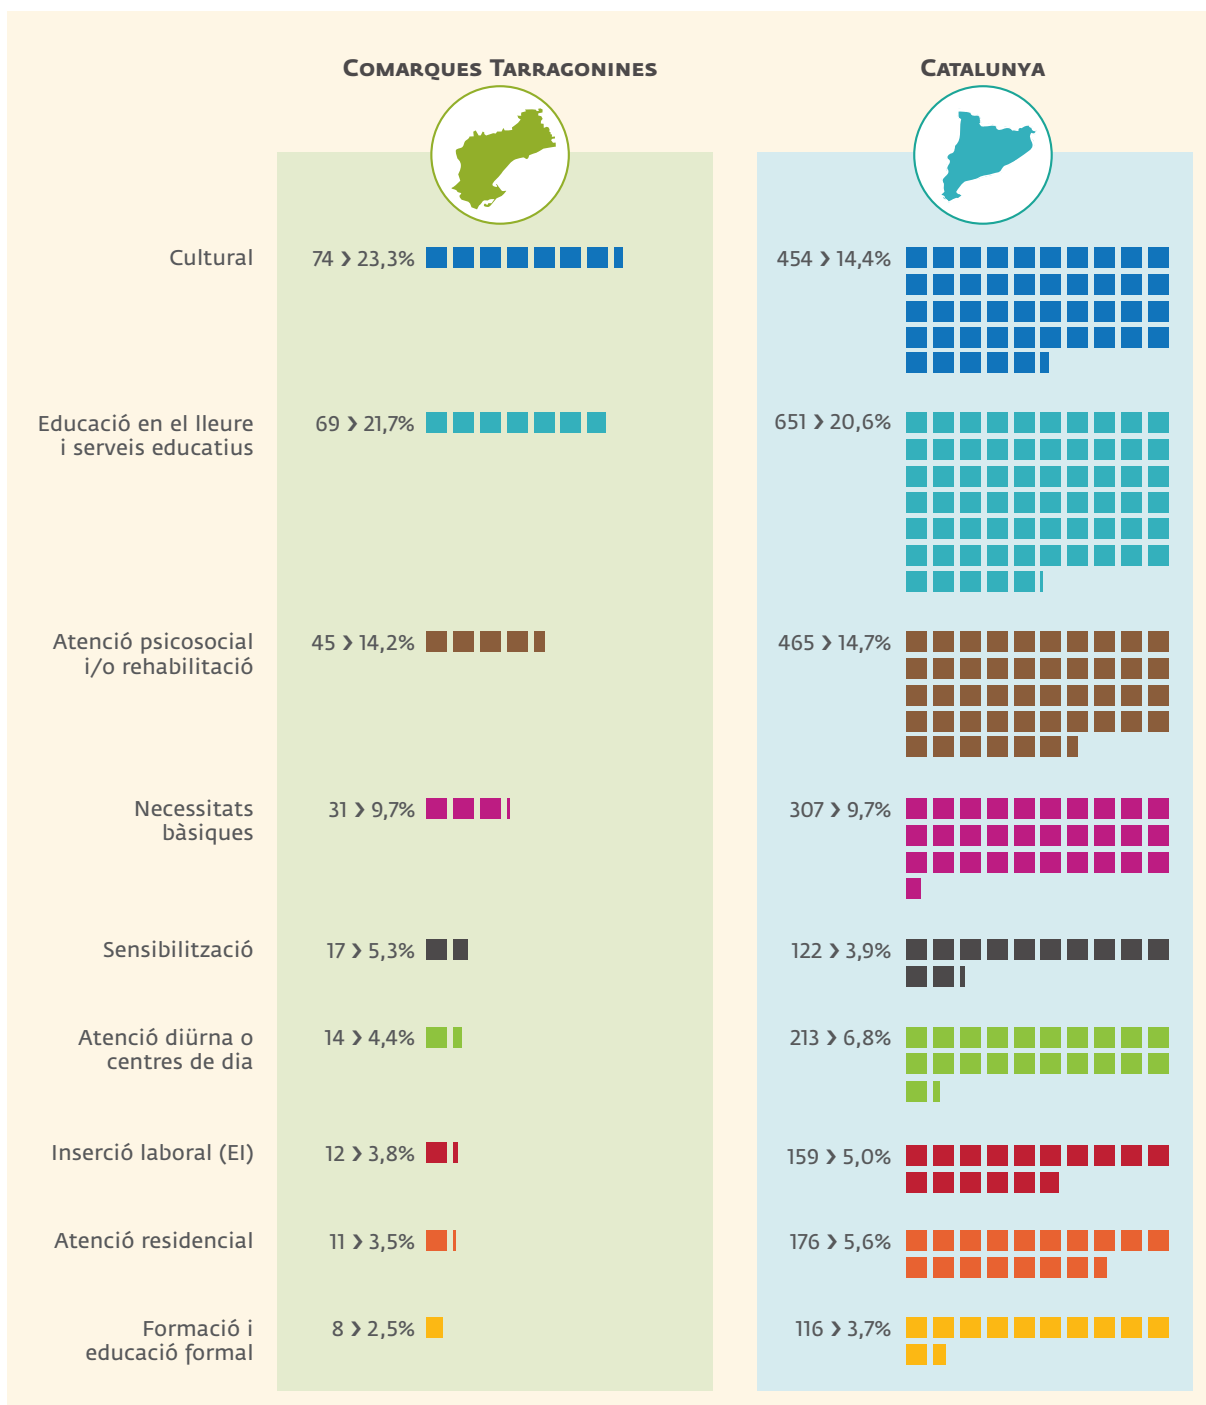 Comarques Tarragonines
Catalunya
Cultural
74 › 23,3%
454 › 14,4%
Educació en el lleure
i serveis educatius
69 › 21,7%
651 › 20,6%
Atenció psicosocial
i/o rehabilitació
45 › 14,2%
465 › 14,7%
Necessitats
bàsiques
31 › 9,7%
307 › 9,7%
Sensibilització
17 › 5,3%
122 › 3,9%
Atenció diürna o
centres de dia
14 › 4,4%
213 › 6,8%
Inserció laboral (EI)
12 › 3,8%
159 › 5,0%
Atenció residencial
11 › 3,5%
176 › 5,6%
Formació i
educació formal
8 › 2,5%
116 › 3,7%